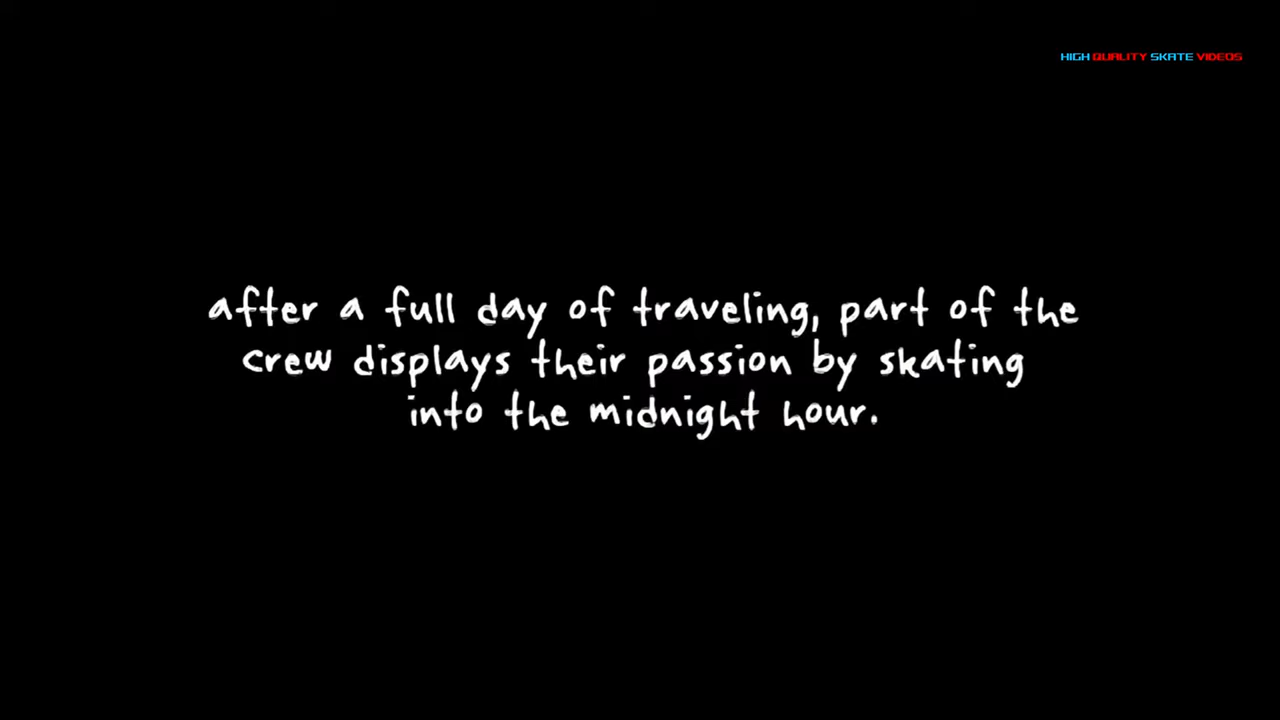 HIGH QUALITY SKATE VIDEOS
after a full day of traveling, part of the
crew displays their passion by skating
into the midnight hour.